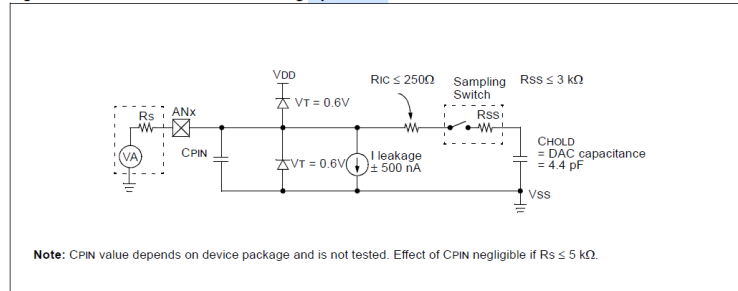 VDD
RIC ≤ 250Ω
Sampling
Switch
RSS ≤ 3 kΩ
VT = 0.6V
Rs
ANx
RSS
VA
CPIN
VT = 0.6V
I leakage
± 500 nA
CHOLD
= DAC capacitance
= 4.4 pF
VSS
Note: CPIN value depends on device package and is not tested. Effect of CPIN negligible if Rs ≤ 5 kΩ.